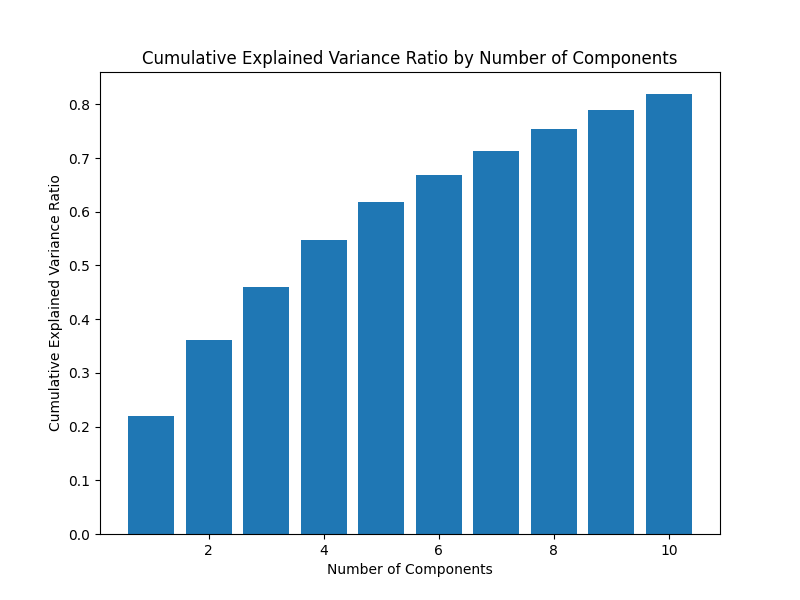 Cumulative Explained Variance Ratio by Number of Components
Cumulative Explained Variance Ratio
0.8
0.7
0.6
0.5
0.4
0.3
0.2
0.1
0.0
2 4 6 8 10
Number of Components